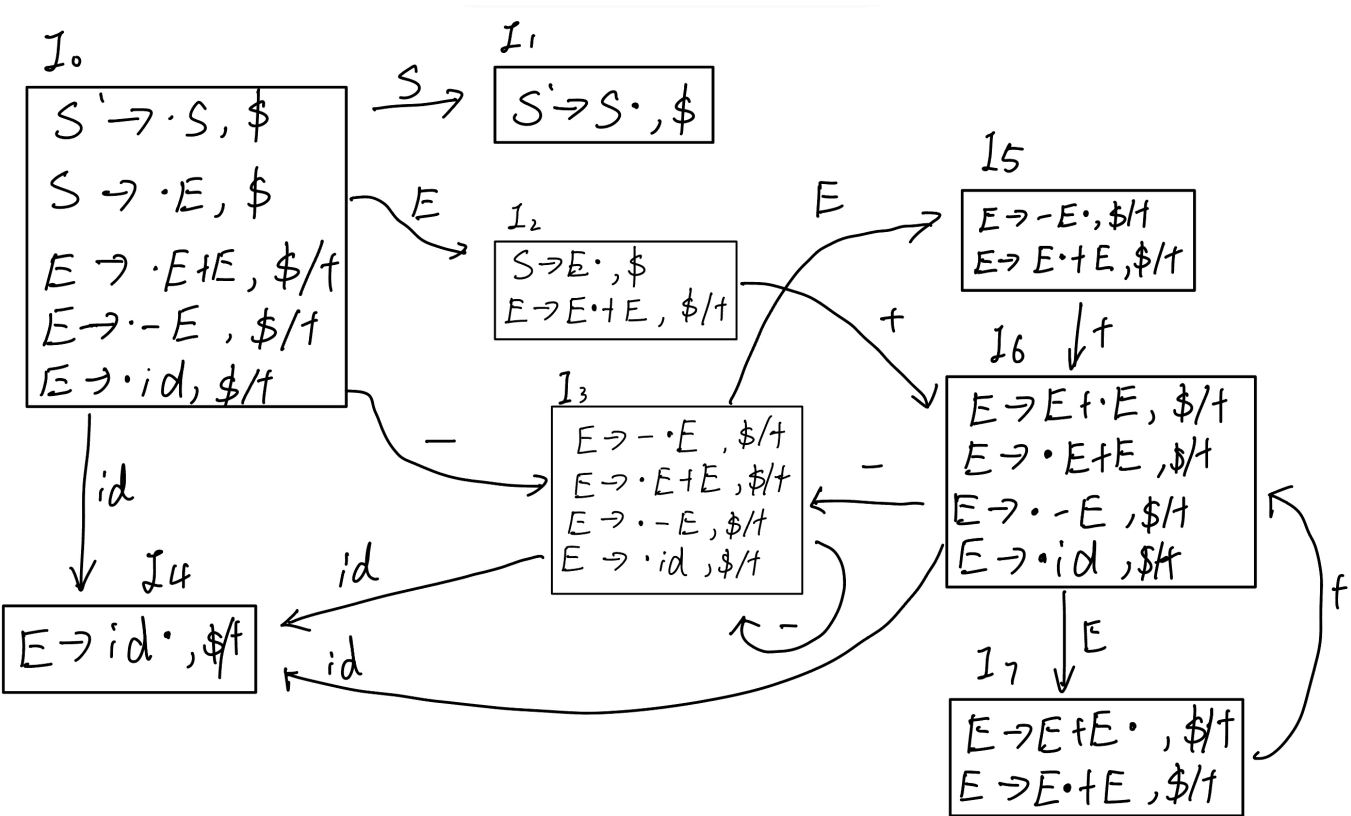 I0
S' → ·S, $
S → ·E, $
E → ·E+E, $/+
E → ·-E , $/+
E → ·id, $/+
S
I1
S' → S·, $
E
I2
S → E·, $
E → E·+E, $/+
-
id
I3
E → -·E , $/+
E → ·E+E , $/+
E → ·-E , $/+
E → ·id , $/+
-
id
id
I4
E → id·, $/+
E
+
I5
E → -E·, $/+
E → E·+E , $/+
+
I6
E → E+·E, $/+
E → ·E+E , $/+
E → ·-E , $/+
E → ·id , $/+
-
E
+
I7
E → E+E· , $/+
E → E·+E , $/+